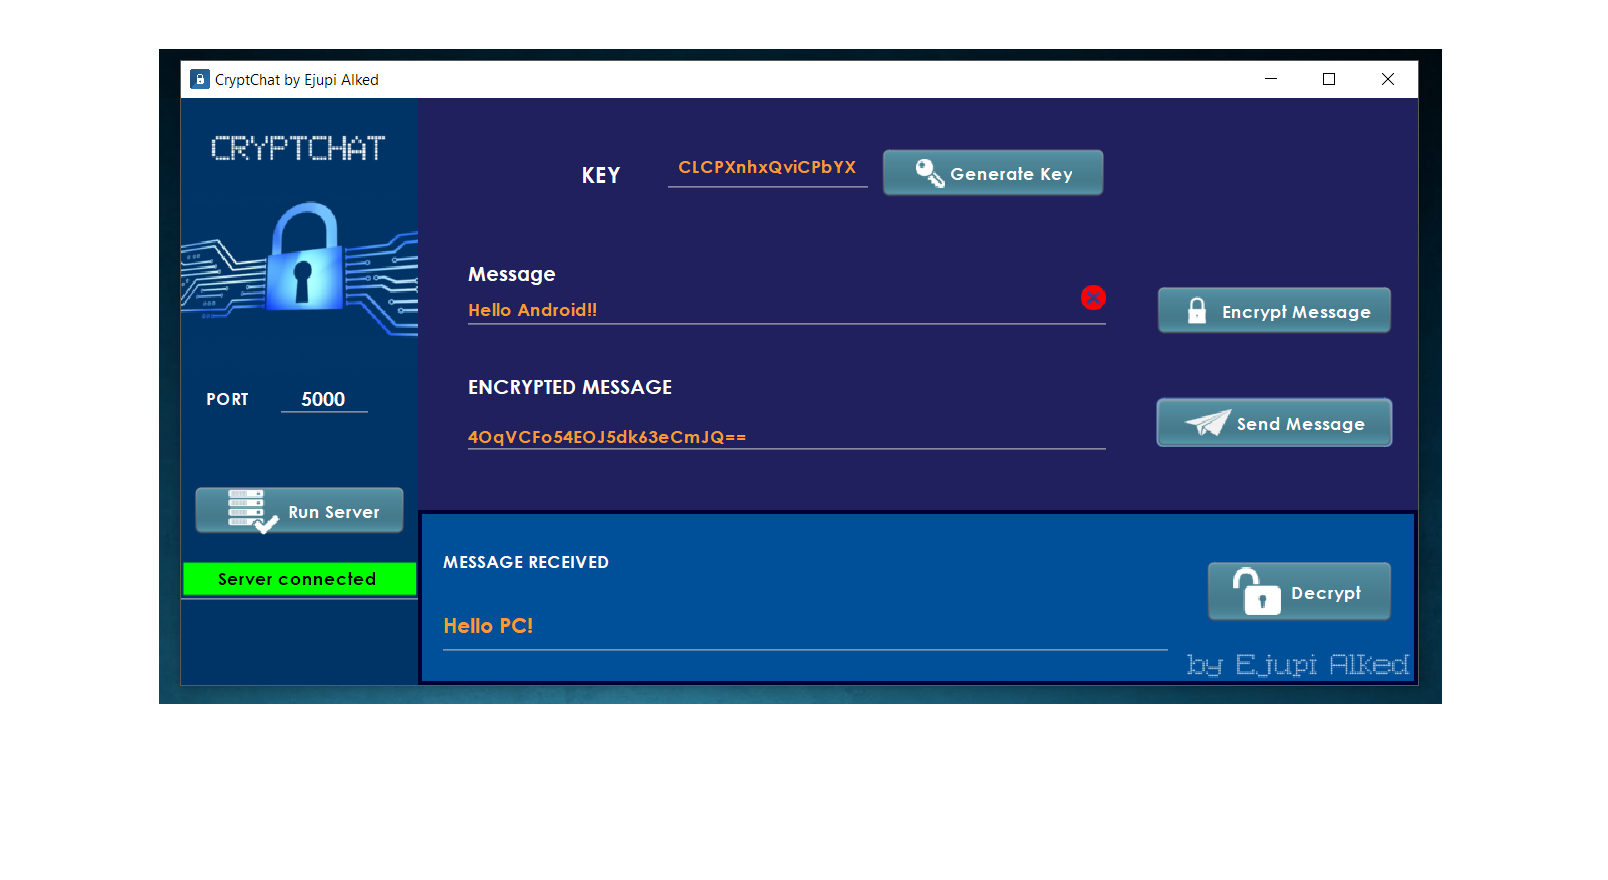 CryptChat by Ejupi Alked
CRYPTCHAT
KEY
CLCPXnhxQviCPbYX
Generate Key
Message
Hello Android!!
Encrypt Message
ENCRYPTED MESSAGE
4OqVCFo54EOJ5dk63eCmJQ==
Send Message
PORT 5000
Run Server
Server connected
MESSAGE RECEIVED
Hello PC!
Decrypt
by Ejupi Alked